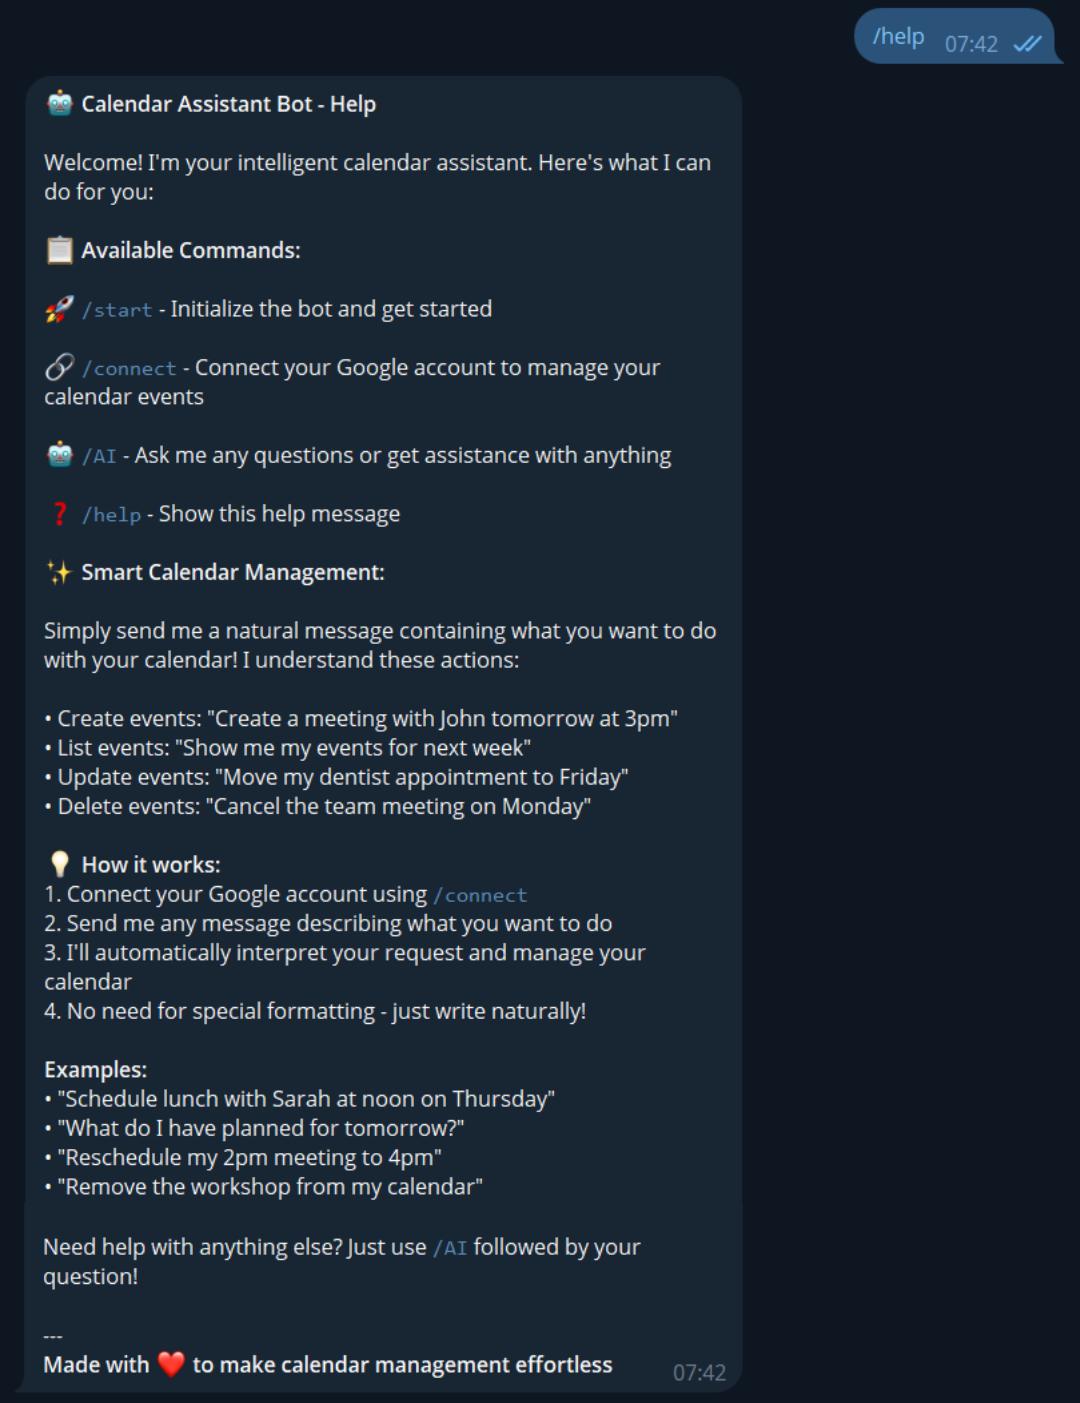 /help 07:42
Calendar Assistant Bot - Help
Welcome! I'm your intelligent calendar assistant. Here's what I can
do for you:
Available Commands:
/start - Initialize the bot and get started
/connect - Connect your Google account to manage your
calendar events
/AI - Ask me any questions or get assistance with anything
/help - Show this help message
Smart Calendar Management:
Simply send me a natural message containing what you want to do
with your calendar! I understand these actions:
• Create events: "Create a meeting with John tomorrow at 3pm"
• List events: "Show me my events for next week"
• Update events: "Move my dentist appointment to Friday"
• Delete events: "Cancel the team meeting on Monday"
How it works:
1. Connect your Google account using /connect
2. Send me any message describing what you want to do
3. I'll automatically interpret your request and manage your
calendar
4. No need for special formatting - just write naturally!
Examples:
• "Schedule lunch with Sarah at noon on Thursday"
• "What do I have planned for tomorrow?"
• "Reschedule my 2pm meeting to 4pm"
• "Remove the workshop from my calendar"
Need help with anything else? Just use /AI followed by your
question!
---
Made with ❤️ to make calendar management effortless 07:42